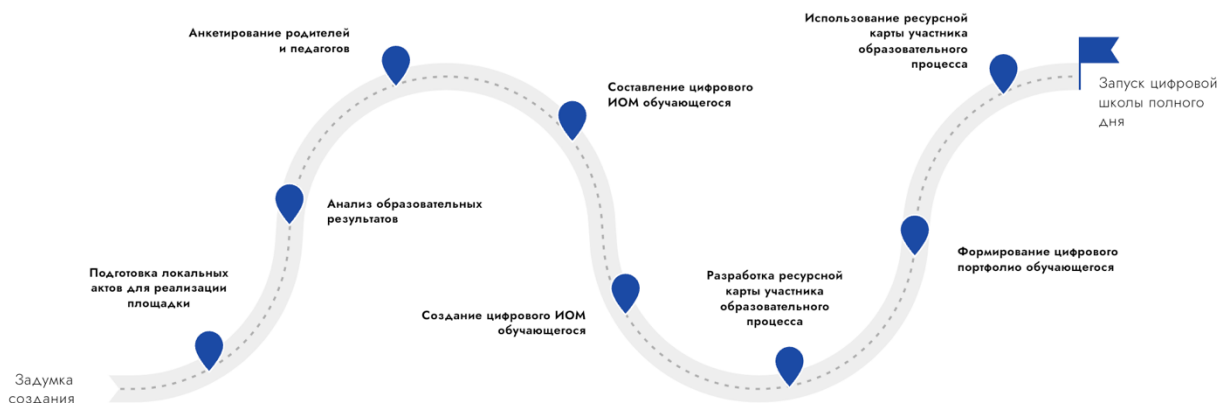 Задумка
создания
Подготовка локальных
актов для реализации
площадки
Анализ образовательных
результатов
Анкетирование родителей
и педагогов
Составление цифрового
ИОМ обучающегося
Создание цифрового ИОМ
обучающегося
Разработка ресурсной
карты участника
образовательного
процесса
Формирование цифрового
портфолио обучающегося
Использование ресурсной
карты участника
образовательного
процесса
Запуск цифровой
школы полного
дня